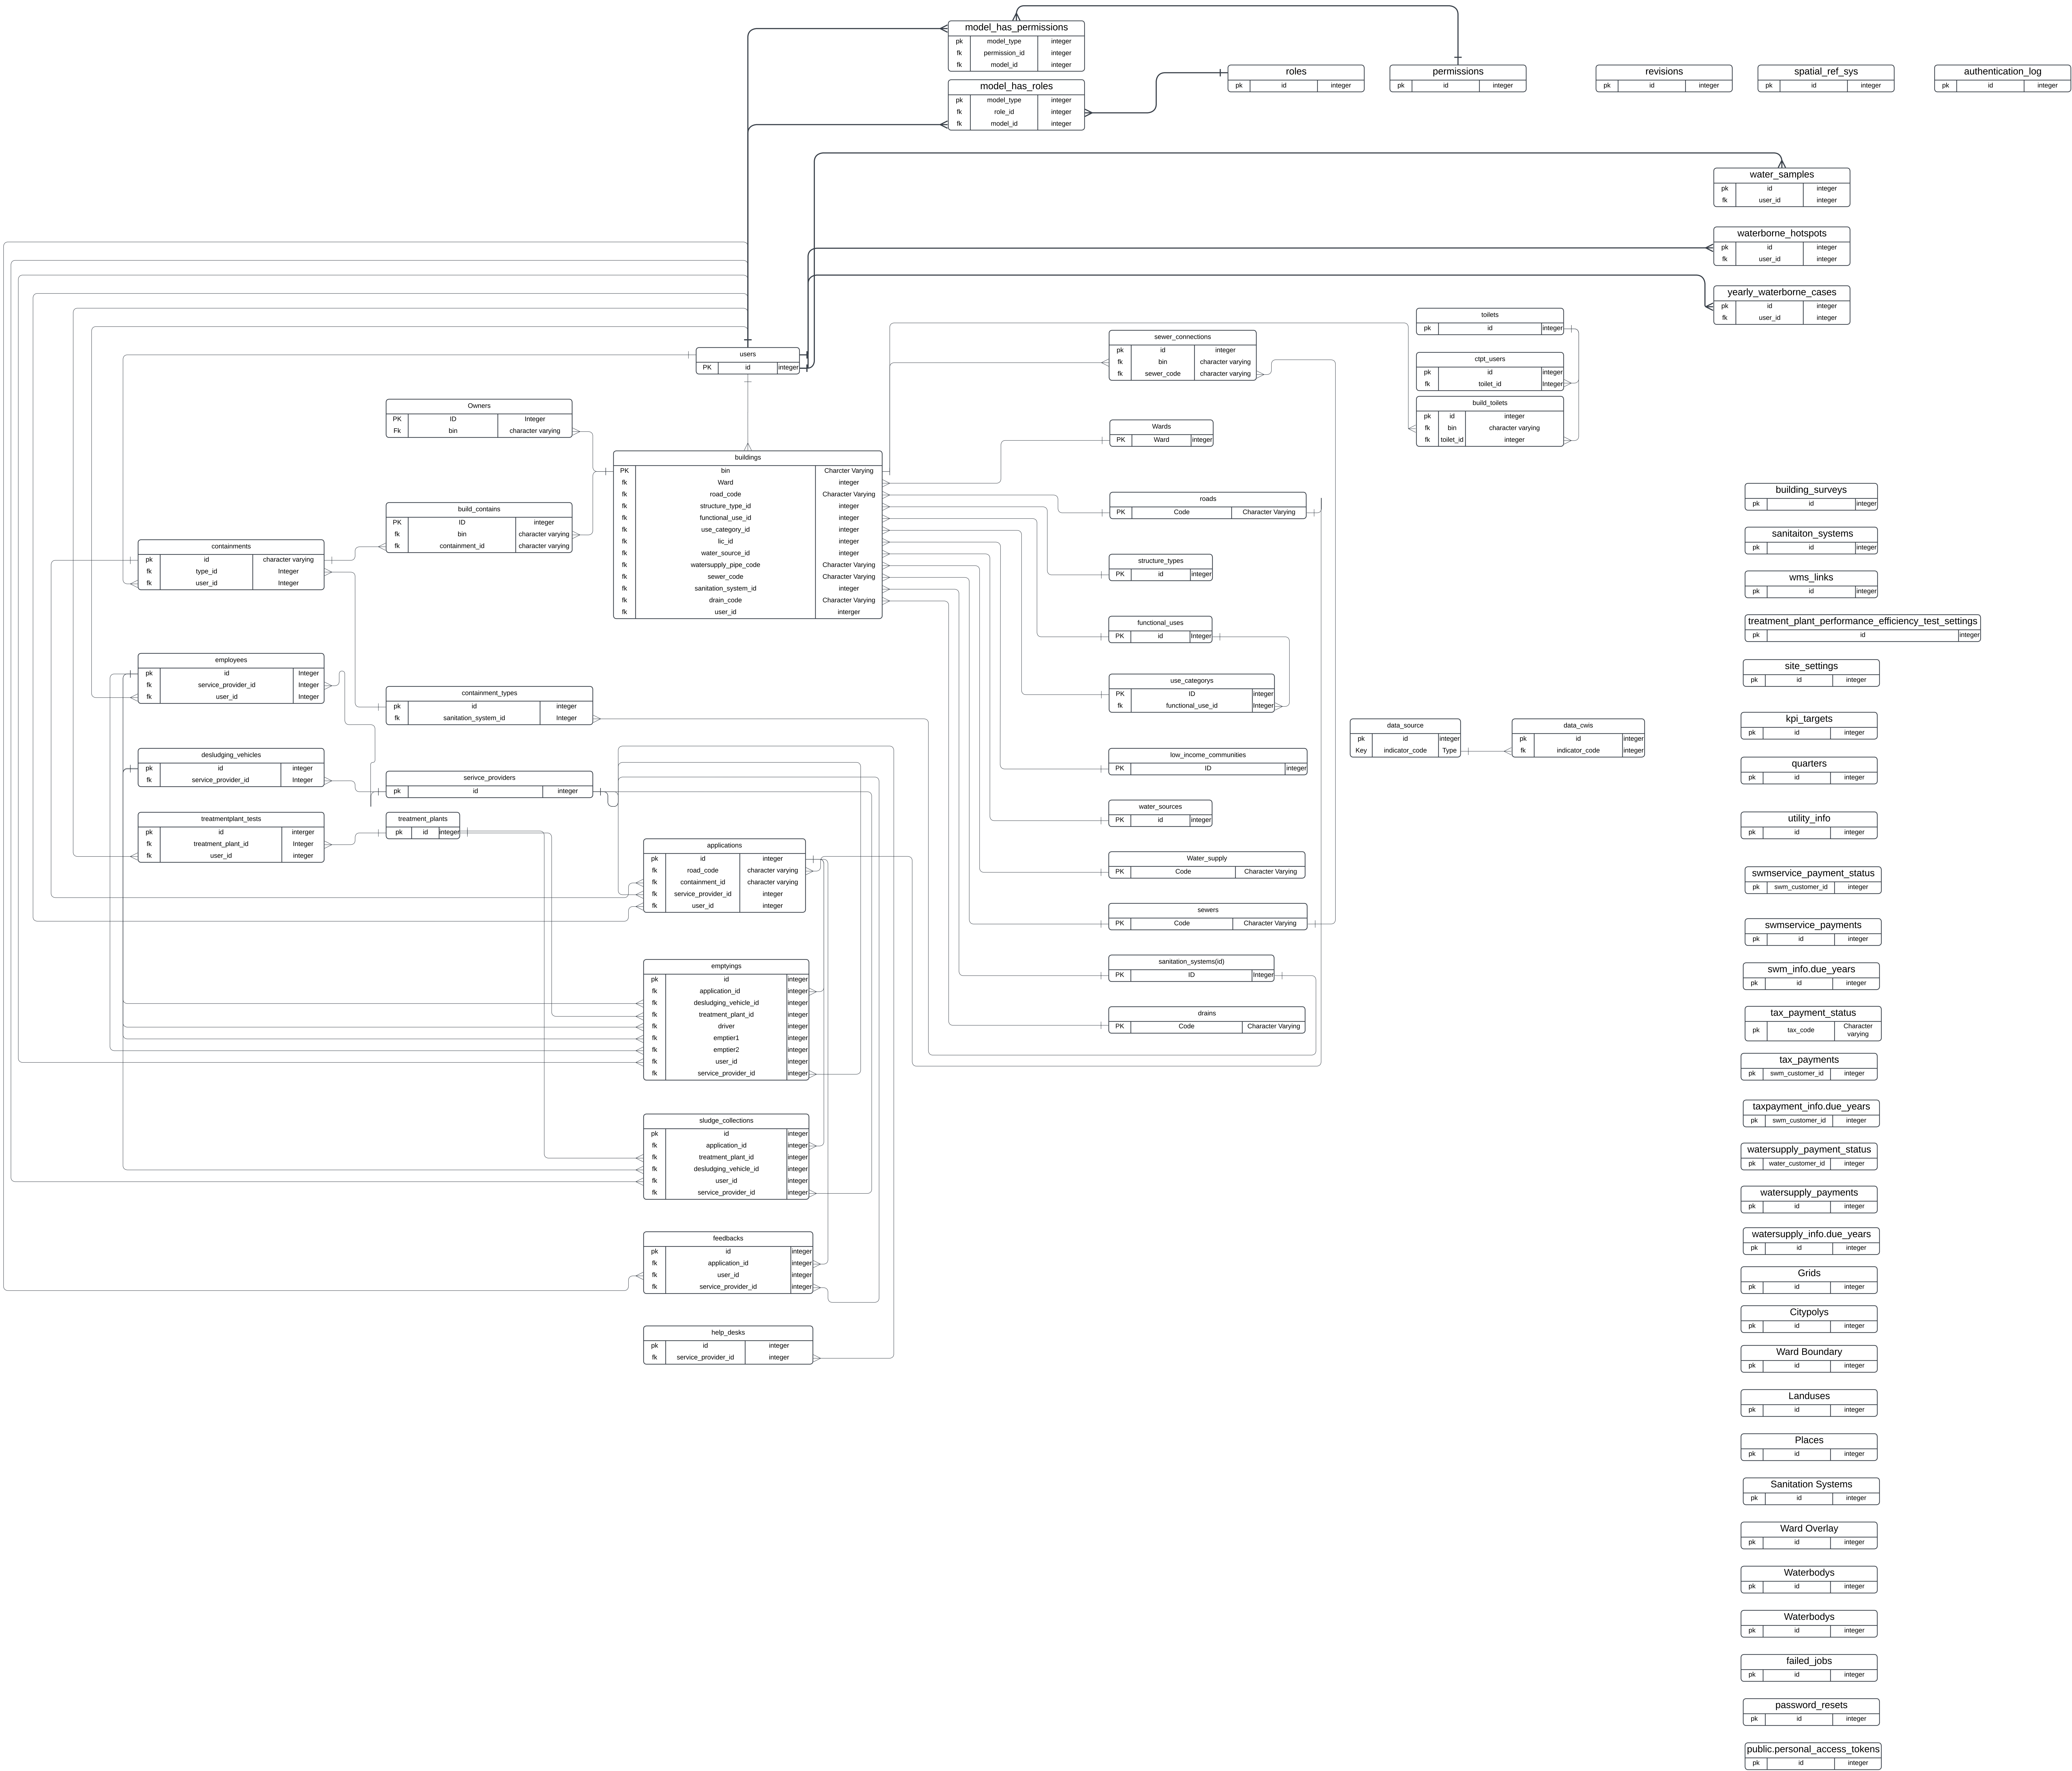 model_has_permissions
pk model_type integer
fk permission_id integer
fk model_id integer
model_has_roles
pk model_type integer
fk role_id integer
fk model_id integer
roles
pk id integer
permissions
pk id integer
revisions
pk id integer
spatial_ref_sys
pk id integer
authentication_log
pk id integer
water_samples
pk id integer
fk user_id integer
waterborne_hotspots
pk id integer
fk user_id integer
yearly_waterborne_cases
pk id integer
fk user_id integer
users
PK id integer
Owners
PK ID Integer
Fk bin character varying
build_contains
PK ID integer
fk bin character varying
fk containment_id character varying
containments
pk id character varying
fk type_id Integer
fk user_id Integer
employees
pk id Integer
fk service_provider_id Integer
fk user_id Integer
containment_types
pk id integer
fk sanitation_system_id Integer
desludging_vehicles
pk id integer
fk service_provider_id Integer
serivce_providers
pk id integer
treatmentplant_tests
pk id interger
fk treatment_plant_id Integer
fk user_id integer
treatment_plants
pk id integer
buildings
PK bin Charcter Varying
fk Ward integer
fk road_code Character Varying
fk structure_type_id integer
fk functional_use_id integer
fk use_category_id integer
fk lic_id integer
fk water_source_id integer
fk watersupply_pipe_code Character Varying
fk sewer_code Character Varying
fk sanitation_system_id integer
fk drain_code Character Varying
fk user_id interger
applications
pk id integer
fk road_code character varying
fk containment_id character varying
fk service_provider_id integer
fk user_id integer
emptyings
pk id integer
fk application_id integer
fk desludging_vehicle_id integer
fk treatment_plant_id integer
fk driver integer
fk emptier1 integer
fk emptier2 integer
fk user_id integer
fk service_provider_id integer
sludge_collections
pk id integer
fk application_id integer
fk treatment_plant_id integer
fk desludging_vehicle_id integer
fk user_id integer
fk service_provider_id integer
feedbacks
pk id integer
fk application_id integer
fk user_id integer
fk service_provider_id integer
help_desks
pk id integer
fk service_provider_id integer
sewer_connections
pk id integer
fk bin character varying
fk sewer_code character varying
Wards
PK Ward integer
roads
PK Code Character Varying
structure_types
PK id integer
functional_uses
PK id Integer
use_categorys
PK ID integer
fk functional_use_id Integer
low_income_communities
PK ID integer
water_sources
PK id integer
Water_supply
PK Code Character Varying
sewers
PK Code Character Varying
sanitation_systems(id)
PK ID Integer
drains
PK Code Character Varying
toilets
pk id integer
ctpt_users
pk id integer
fk toilet_id Integer
build_toilets
pk id integer
fk bin character varying
fk toilet_id integer
data_source
pk id integer
Key indicator_code Type
data_cwis
pk id integer
fk indicator_code integer
building_surveys
pk id integer
sanitaiton_systems
pk id integer
wms_links
pk id integer
treatment_plant_performance_efficiency_test_settings
pk id integer
site_settings
pk id integer
kpi_targets
pk id integer
quarters
pk id integer
utility_info
pk id integer
swmservice_payment_status
pk swm_customer_id integer
swmservice_payments
pk id integer
swm_info.due_years
pk id integer
tax_payment_status
pk tax_code Character
varying
tax_payments
pk swm_customer_id integer
taxpayment_info.due_years
pk swm_customer_id integer
watersupply_payment_status
pk water_customer_id integer
watersupply_payments
pk id integer
watersupply_info.due_years
pk id integer
Grids
pk id integer
Citypolys
pk id integer
Ward Boundary
pk id integer
Landuses
pk id integer
Places
pk id integer
Sanitation Systems
pk id integer
Ward Overlay
pk id integer
Waterbodys
pk id integer
Waterbodys
pk id integer
failed_jobs
pk id integer
password_resets
pk id integer
public.personal_access_tokens
pk id integer